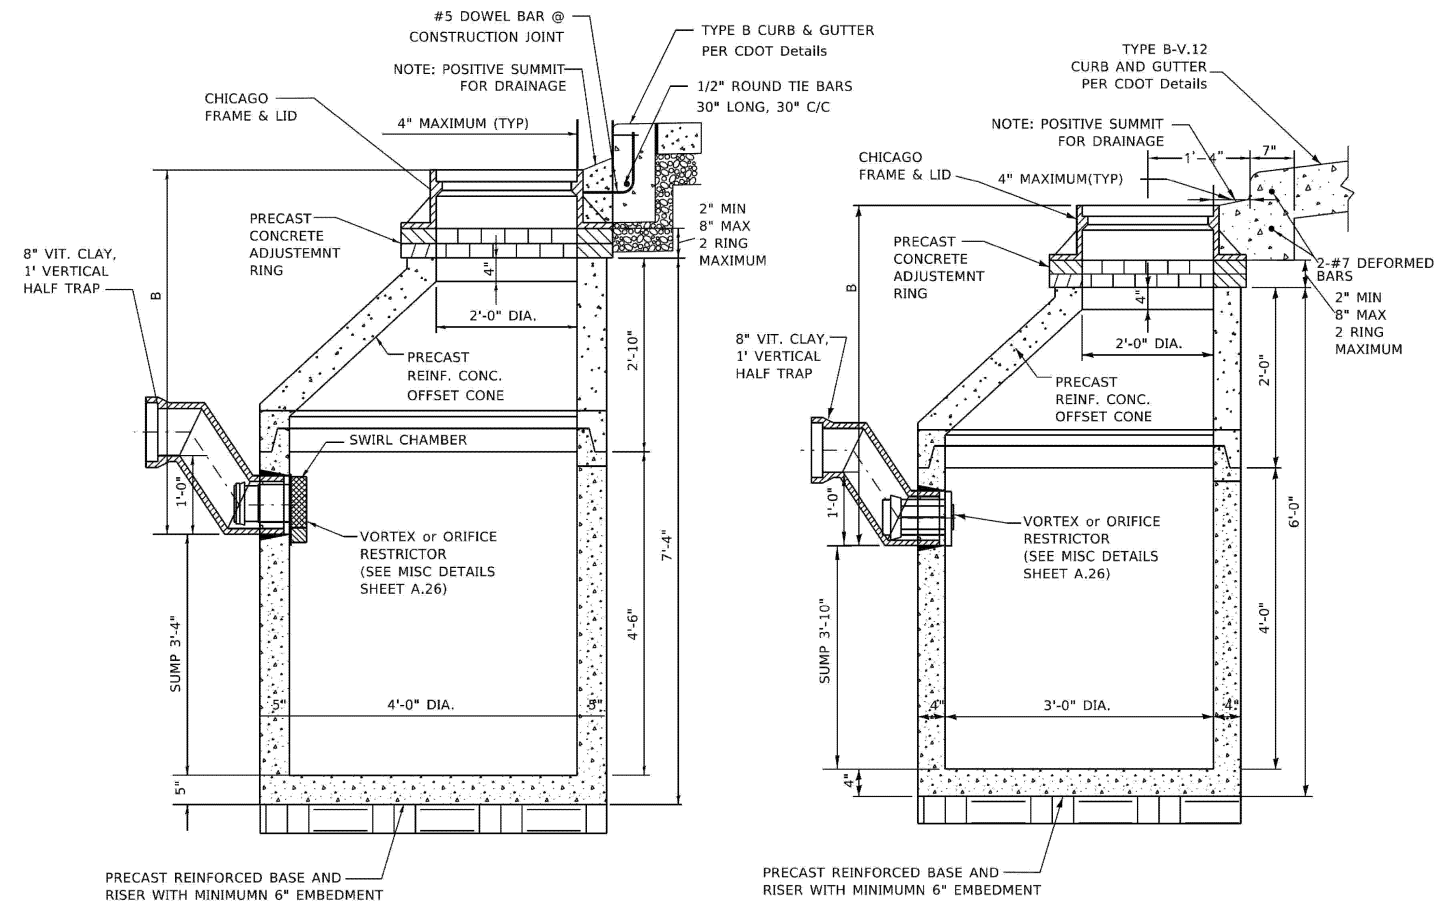 #5 DOWEL BAR @
CONSTRUCTION JOINT
NOTE: POSITIVE SUMMIT
FOR DRAINAGE
CHICAGO
FRAME & LID
4" MAXIMUM (TYP)
TYPE B CURB & GUTTER
PER CDOT Details
1/2" ROUND TIE BARS
30" LONG, 30" C/C
PRECAST
CONCRETE
ADJUSTEMNT
RING
2" MIN
8" MAX
2 RING
MAXIMUM
8" VIT. CLAY,
1' VERTICAL
HALF TRAP
B
4"
2'-0" DIA.
PRECAST
REINF. CONC.
OFFSET CONE
2'-10"
SWIRL CHAMBER
1'-0"
VORTEX or ORIFICE
RESTRICTOR
(SEE MISC DETAILS
SHEET A.26)
7'-4"
4'-6"
SUMP 3'-4"
5"
4'-0" DIA.
5"
5"
PRECAST REINFORCED BASE AND
RISER WITH MINIMUMN 6" EMBEDMENT
TYPE B-V.12
CURB AND GUTTER
PER CDOT Details
NOTE: POSITIVE SUMMIT
FOR DRAINAGE
1'-4"
7"
CHICAGO
FRAME & LID
4" MAXIMUM(TYP)
PRECAST
CONCRETE
ADJUSTEMNT
RING
2-#7 DEFORMED
BARS
2" MIN
8" MAX
2 RING
MAXIMUM
B
4"
8" VIT. CLAY,
1' VERTICAL
HALF TRAP
2'-0" DIA.
2'-0"
PRECAST
REINF. CONC.
OFFSET CONE
1'-0"
VORTEX or ORIFICE
RESTRICTOR
(SEE MISC DETAILS
SHEET A.26)
6'-0"
4'-0"
SUMP 3'-10"
4"
3'-0" DIA.
4"
4"
PRECAST REINFORCED BASE AND
RISER WITH MINIMUMN 6" EMBEDMENT